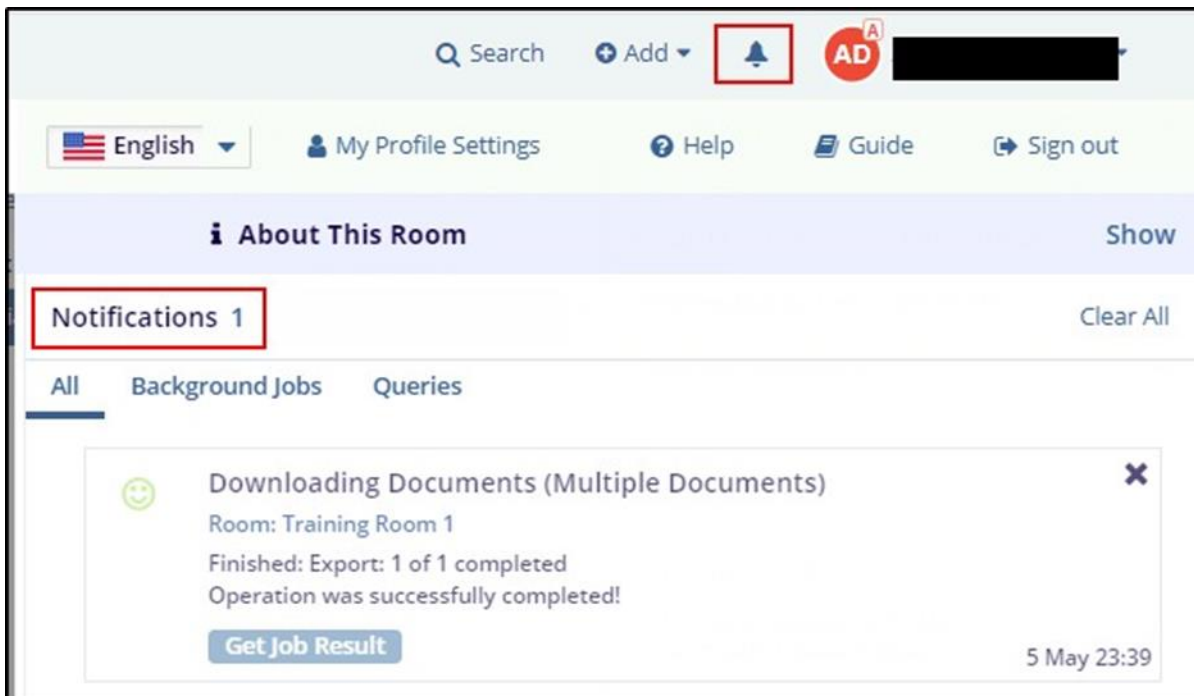 Search Add AD A
English My Profile Settings Help Guide Sign out
i About This Room Show
Notifications 1 Clear All
All Background Jobs Queries
Downloading Documents (Multiple Documents)
Room: Training Room 1
Finished: Export: 1 of 1 completed
Operation was successfully completed!
Get Job Result
5 May 23:39